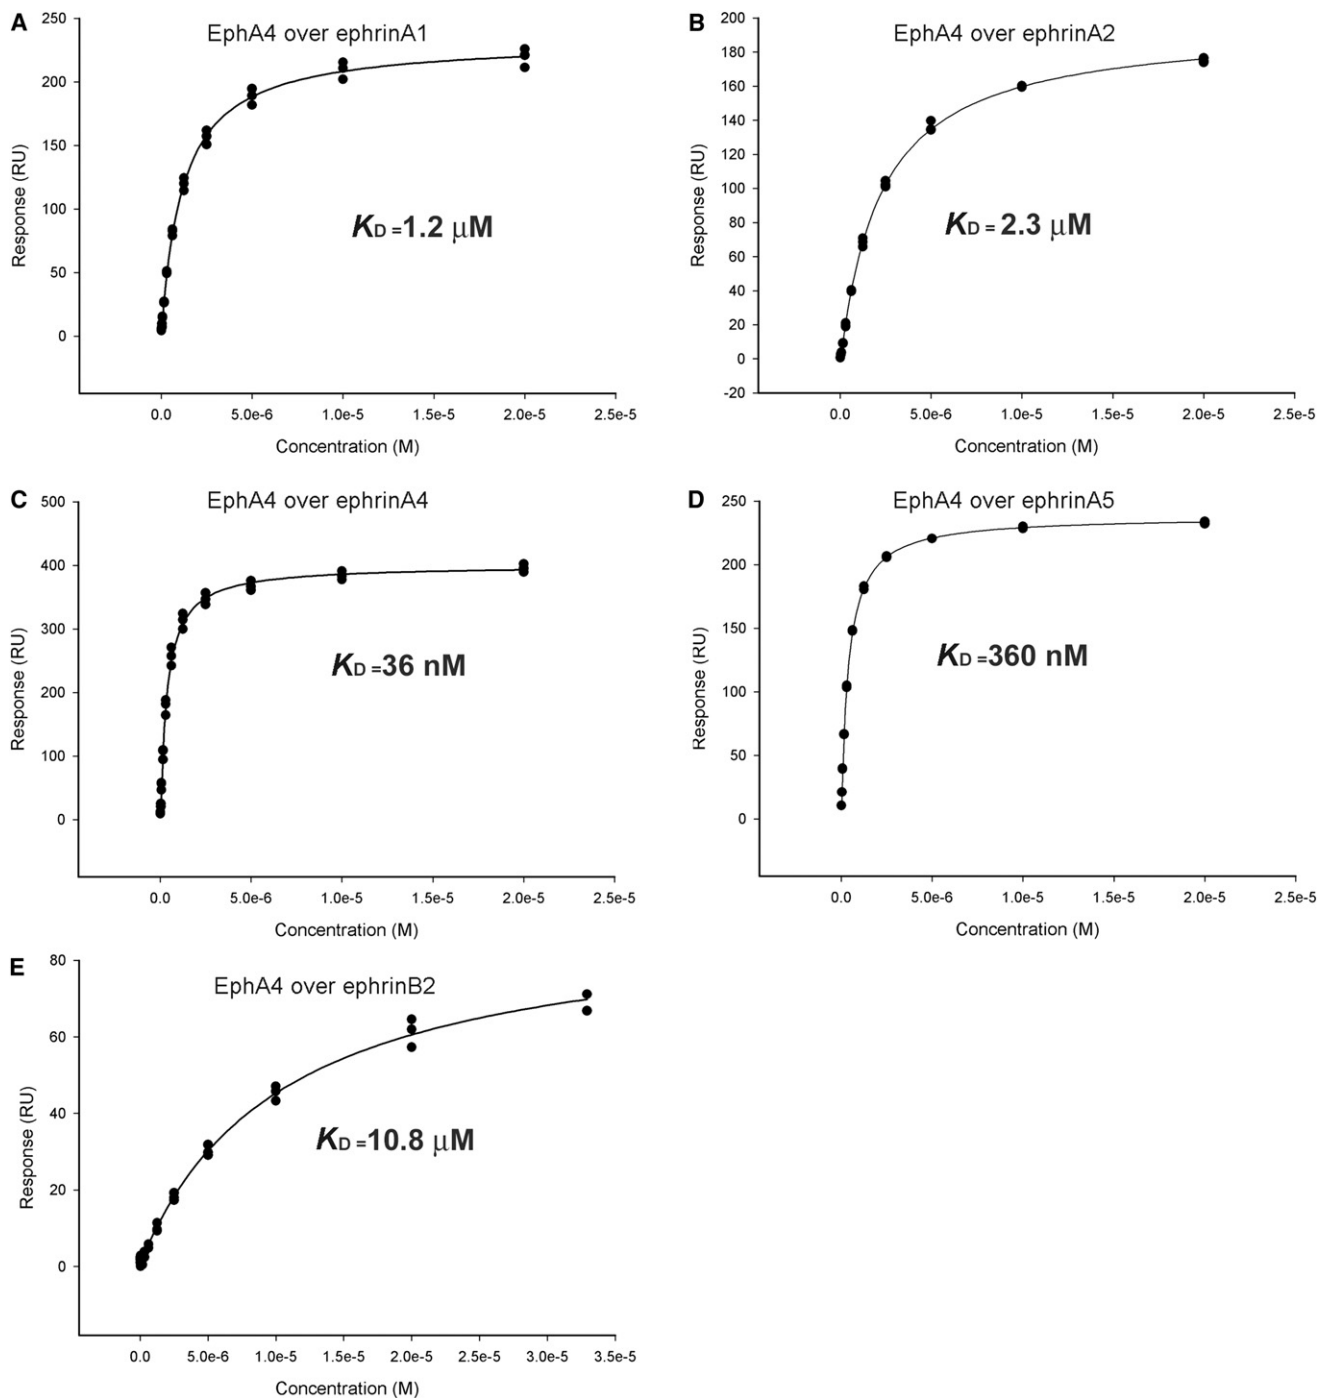 A
EphA4 over ephrinA1
250
200
150
100
50
0
Response (RU)
K_D = 1.2 μM
0.0 5.0e-6 1.0e-5 1.5e-5 2.0e-5 2.5e-5
Concentration (M)
B
EphA4 over ephrinA2
200
180
160
140
120
100
80
60
40
20
0
-20
Response (RU)
K_D = 2.3 μM
0.0 5.0e-6 1.0e-5 1.5e-5 2.0e-5 2.5e-5
Concentration (M)
C
EphA4 over ephrinA4
500
400
300
200
100
0
Response (RU)
K_D =36 nM
0.0 5.0e-6 1.0e-5 1.5e-5 2.0e-5 2.5e-5
Concentration (M)
D
EphA4 over ephrinA5
250
200
150
100
50
0
Response (RU)
K_D =360 nM
0.0 5.0e-6 1.0e-5 1.5e-5 2.0e-5 2.5e-5
Concentration (M)
E
EphA4 over ephrinB2
80
60
40
20
0
Response (RU)
K_D =10.8 μM
0.0 5.0e-6 1.0e-5 1.5e-5 2.0e-5 2.5e-5 3.0e-5 3.5e-5
Concentration (M)